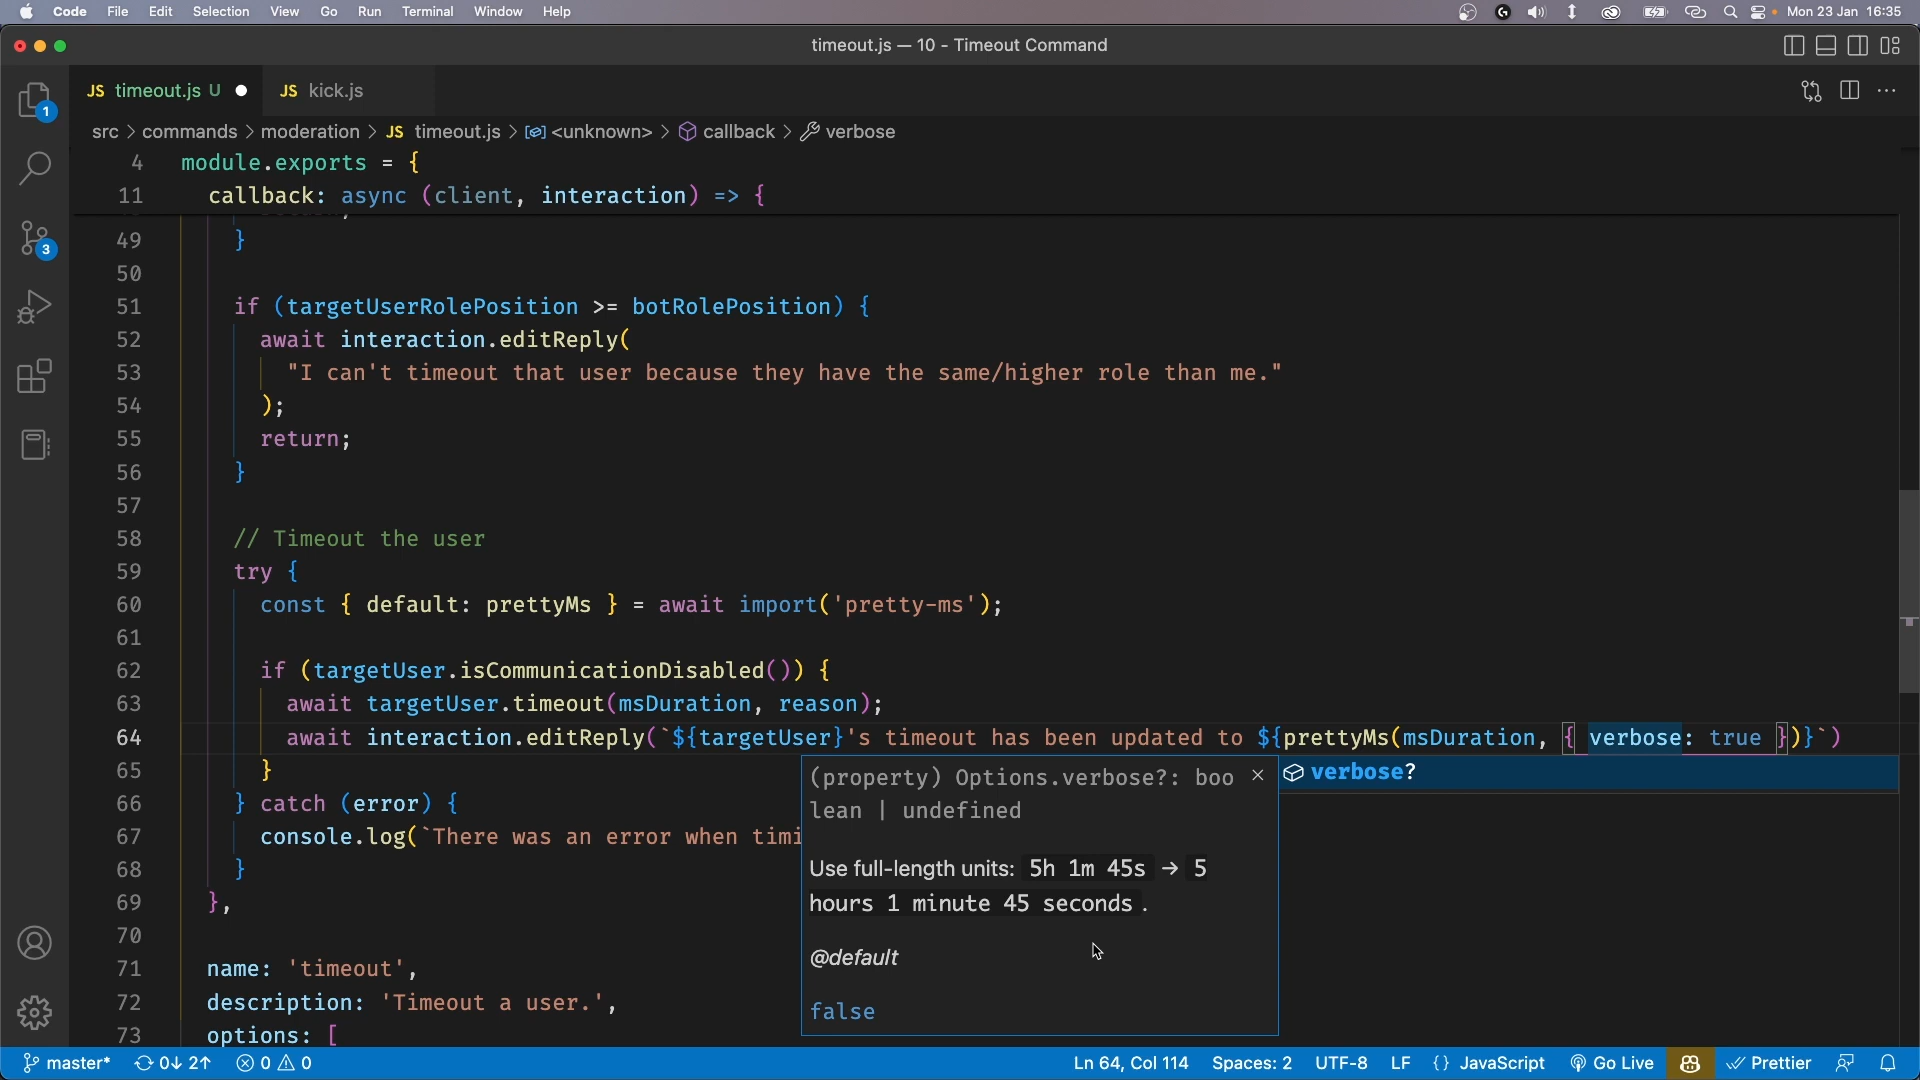 Code File Edit Selection View Go Run Terminal Window Help Mon 23 Jan 16:35
timeout.js — 10 - Timeout Command
JS timeout.js U JS kick.js
1
src > commands > moderation > JS timeout.js > <unknown> > callback > verbose
4 module.exports = {
11 callback: async (client, interaction) => {
49 }
3
50
51 if (targetUserRolePosition >= botRolePosition) {
52 await interaction.editReply(
53 "I can't timeout that user because they have the same/higher role than me."
54 );
55 return;
56 }
57
58 // Timeout the user
59 try {
60 const { default: prettyMs } = await import('pretty-ms');
61
62 if (targetUser.isCommunicationDisabled()) {
63 await targetUser.timeout(msDuration, reason);
64 await interaction.editReply(`${targetUser}'s timeout has been updated to ${prettyMs(msDuration, { verbose: true })}`)
65 }
66 } catch (error) {
67 console.log(`There was an error when timi
68 }
69 },
70
71 name: 'timeout',
72 description: 'Timeout a user.',
73 options: [
(property) Options.verbose?: boo
lean | undefined
Use full-length units: 5h 1m 45s → 5
hours 1 minute 45 seconds .
@default
false
verbose?
master* 0↓ 2↑ 0 0 Ln 64, Col 114 Spaces: 2 UTF-8 LF {} JavaScript Go Live Prettier